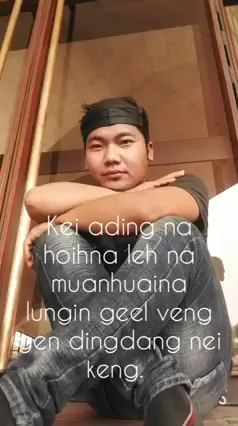 Kei ading na
hoihna leh na
muanhuaina
lungin geel veng
gen dingdang nei
keng.